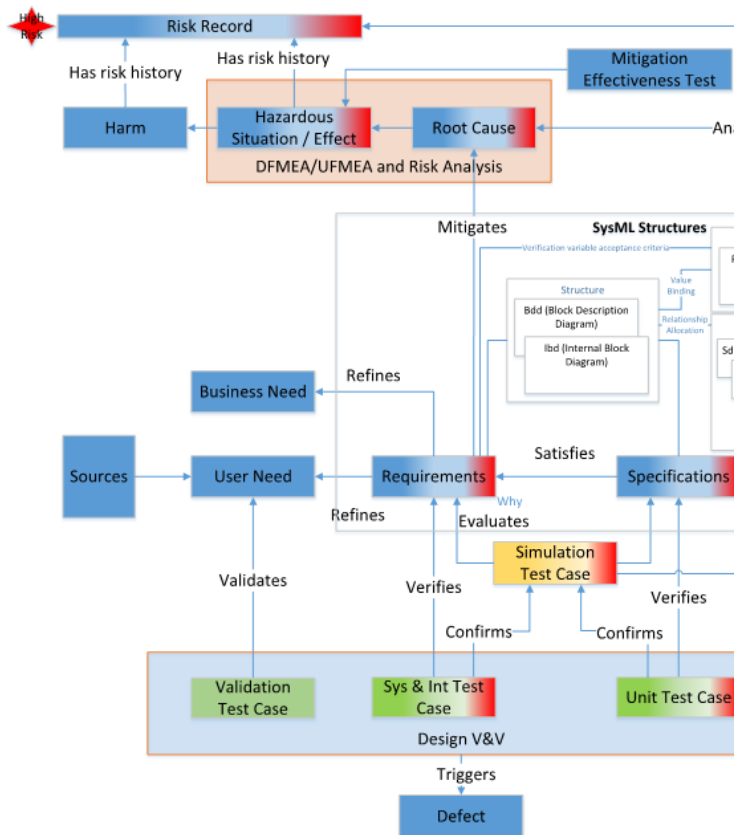 High
Risk
Risk Record
Has risk history
Has risk history
Mitigation
Effectiveness Test
Harm
Hazardous
Situation / Effect
Root Cause
Ana
DFMEA/UFMEA and Risk Analysis
Mitigates
SysML Structures
Verification variable acceptance criteria
Value
Binding
Structure
Bdd (Block Description
Diagram)
Relationship
Allocation
Ibd (Internal Block
Diagram)
Sd
Refines
Business Need
Sources
User Need
Requirements
Satisfies
Specifications
Why
Refines
Evaluates
Simulation
Test Case
Validates
Verifies
Verifies
Confirms
Confirms
Validation
Test Case
Sys & Int Test
Case
Unit Test Case
Design V&V
Triggers
Defect